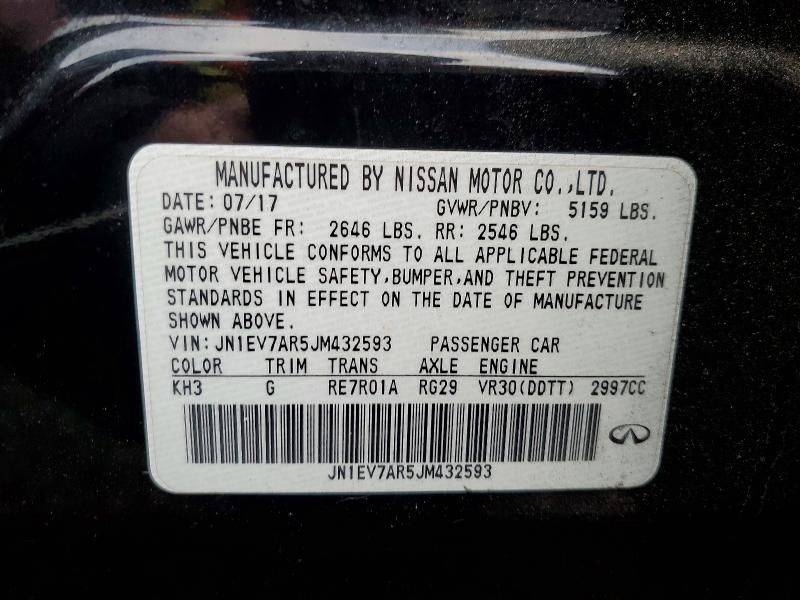 MANUFACTURED BY NISSAN MOTOR CO.,LTD.
DATE: 07/17 GVWR/PNBV: 5159 LBS.
GAWR/PNBE FR: 2646 LBS. RR: 2546 LBS.
THIS VEHICLE CONFORMS TO ALL APPLICABLE FEDERAL
MOTOR VEHICLE SAFETY,BUMPER,AND THEFT PREVENTION
STANDARDS IN EFFECT ON THE DATE OF MANUFACTURE
SHOWN ABOVE.
VIN:JN1EV7AR5JM432593 PASSENGER CAR
COLOR TRIM TRANS AXLE ENGINE
KH3 G RE7R01A RG29 VR30(DDTT) 2997CC
JN1EV7AR5JM432593